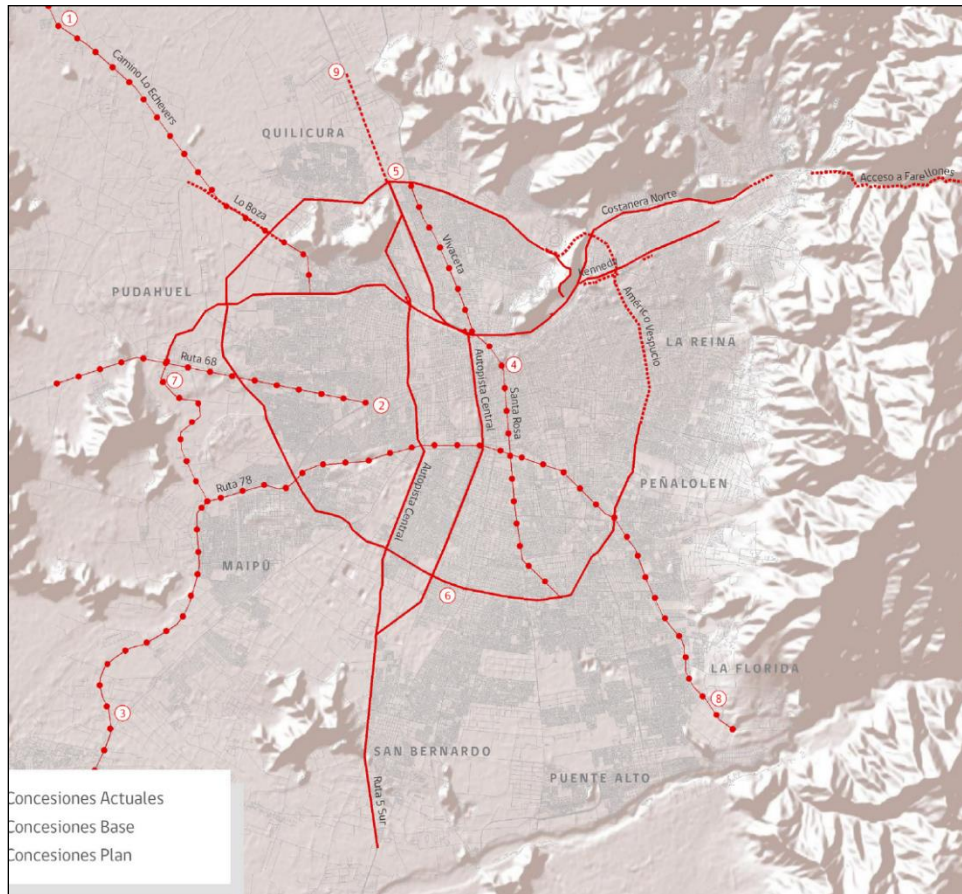 1
9
Camino Lo Echevers
QUILICURA
5
Acceso a Farellones
Costanera Norte
Lo Boza
Vivaceta
Kennedy
PUDAHUEL
Américo Vespucio
LA REINA
Ruta 68
7
Autopista Central
4
2
Santa Rosa
Ruta 78
Autopista Central
PEÑALOLEN
MAIPÚ
6
LA FLORIDA
8
3
SAN BERNARDO
PUENTE ALTO
Ruta 5 Sur
Concesiones Actuales
Concesiones Base
Concesiones Plan